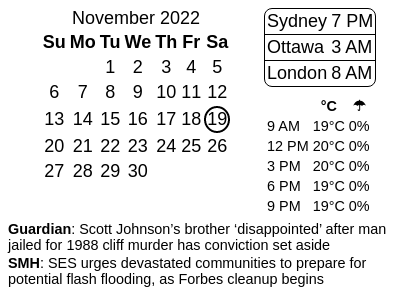 November 2022
Su Mo Tu We Th Fr Sa
1 2 3 4 5
6 7 8 9 10 11 12
13 14 15 16 17 18 19
20 21 22 23 24 25 26
27 28 29 30
Sydney 7 PM
Ottawa 3 AM
London 8 AM
°C ☂
9 AM 19°C 0%
12 PM 20°C 0%
3 PM 20°C 0%
6 PM 19°C 0%
9 PM 19°C 0%
Guardian: Scott Johnson’s brother ‘disappointed’ after man
jailed for 1988 cliff murder has conviction set aside
SMH: SES urges devastated communities to prepare for
potential flash flooding, as Forbes cleanup begins